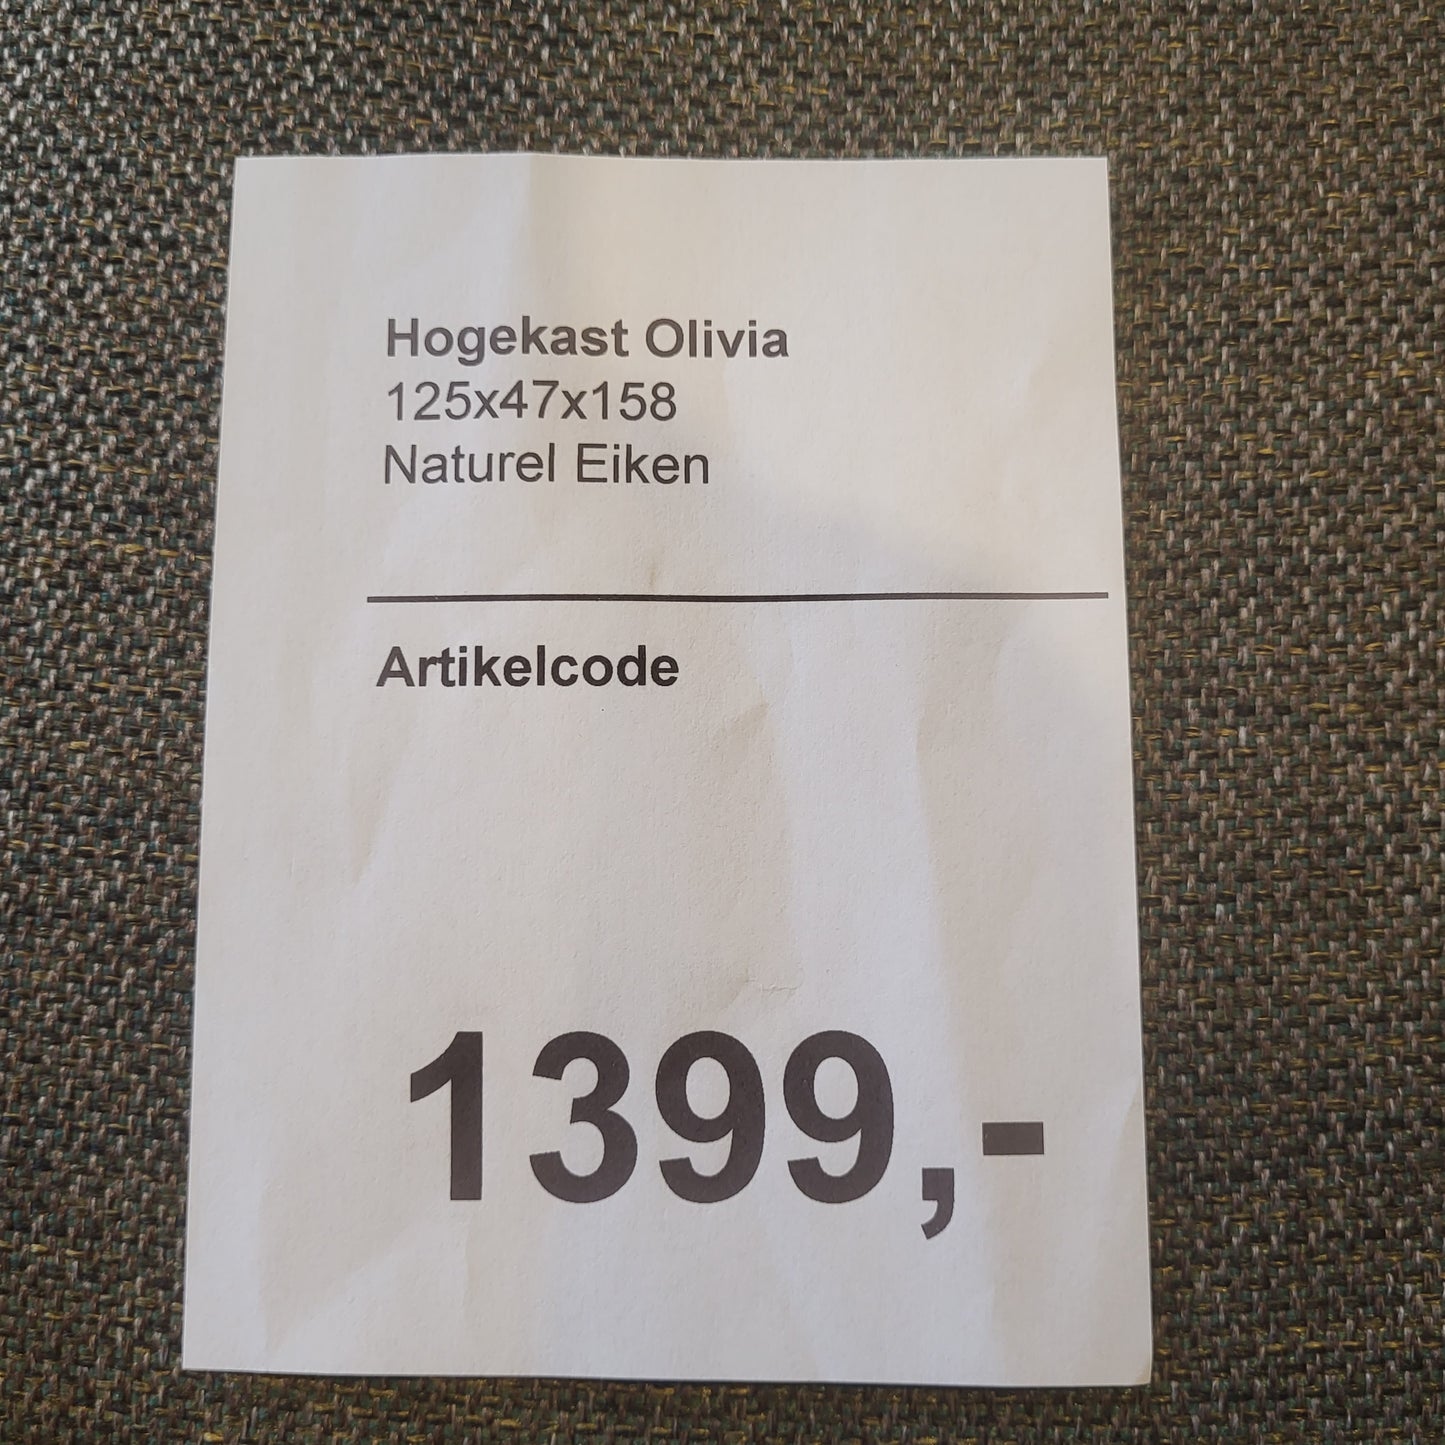 Hogekast Olivia
125x47x158
Naturel Eiken
Artikelcode
1399,-